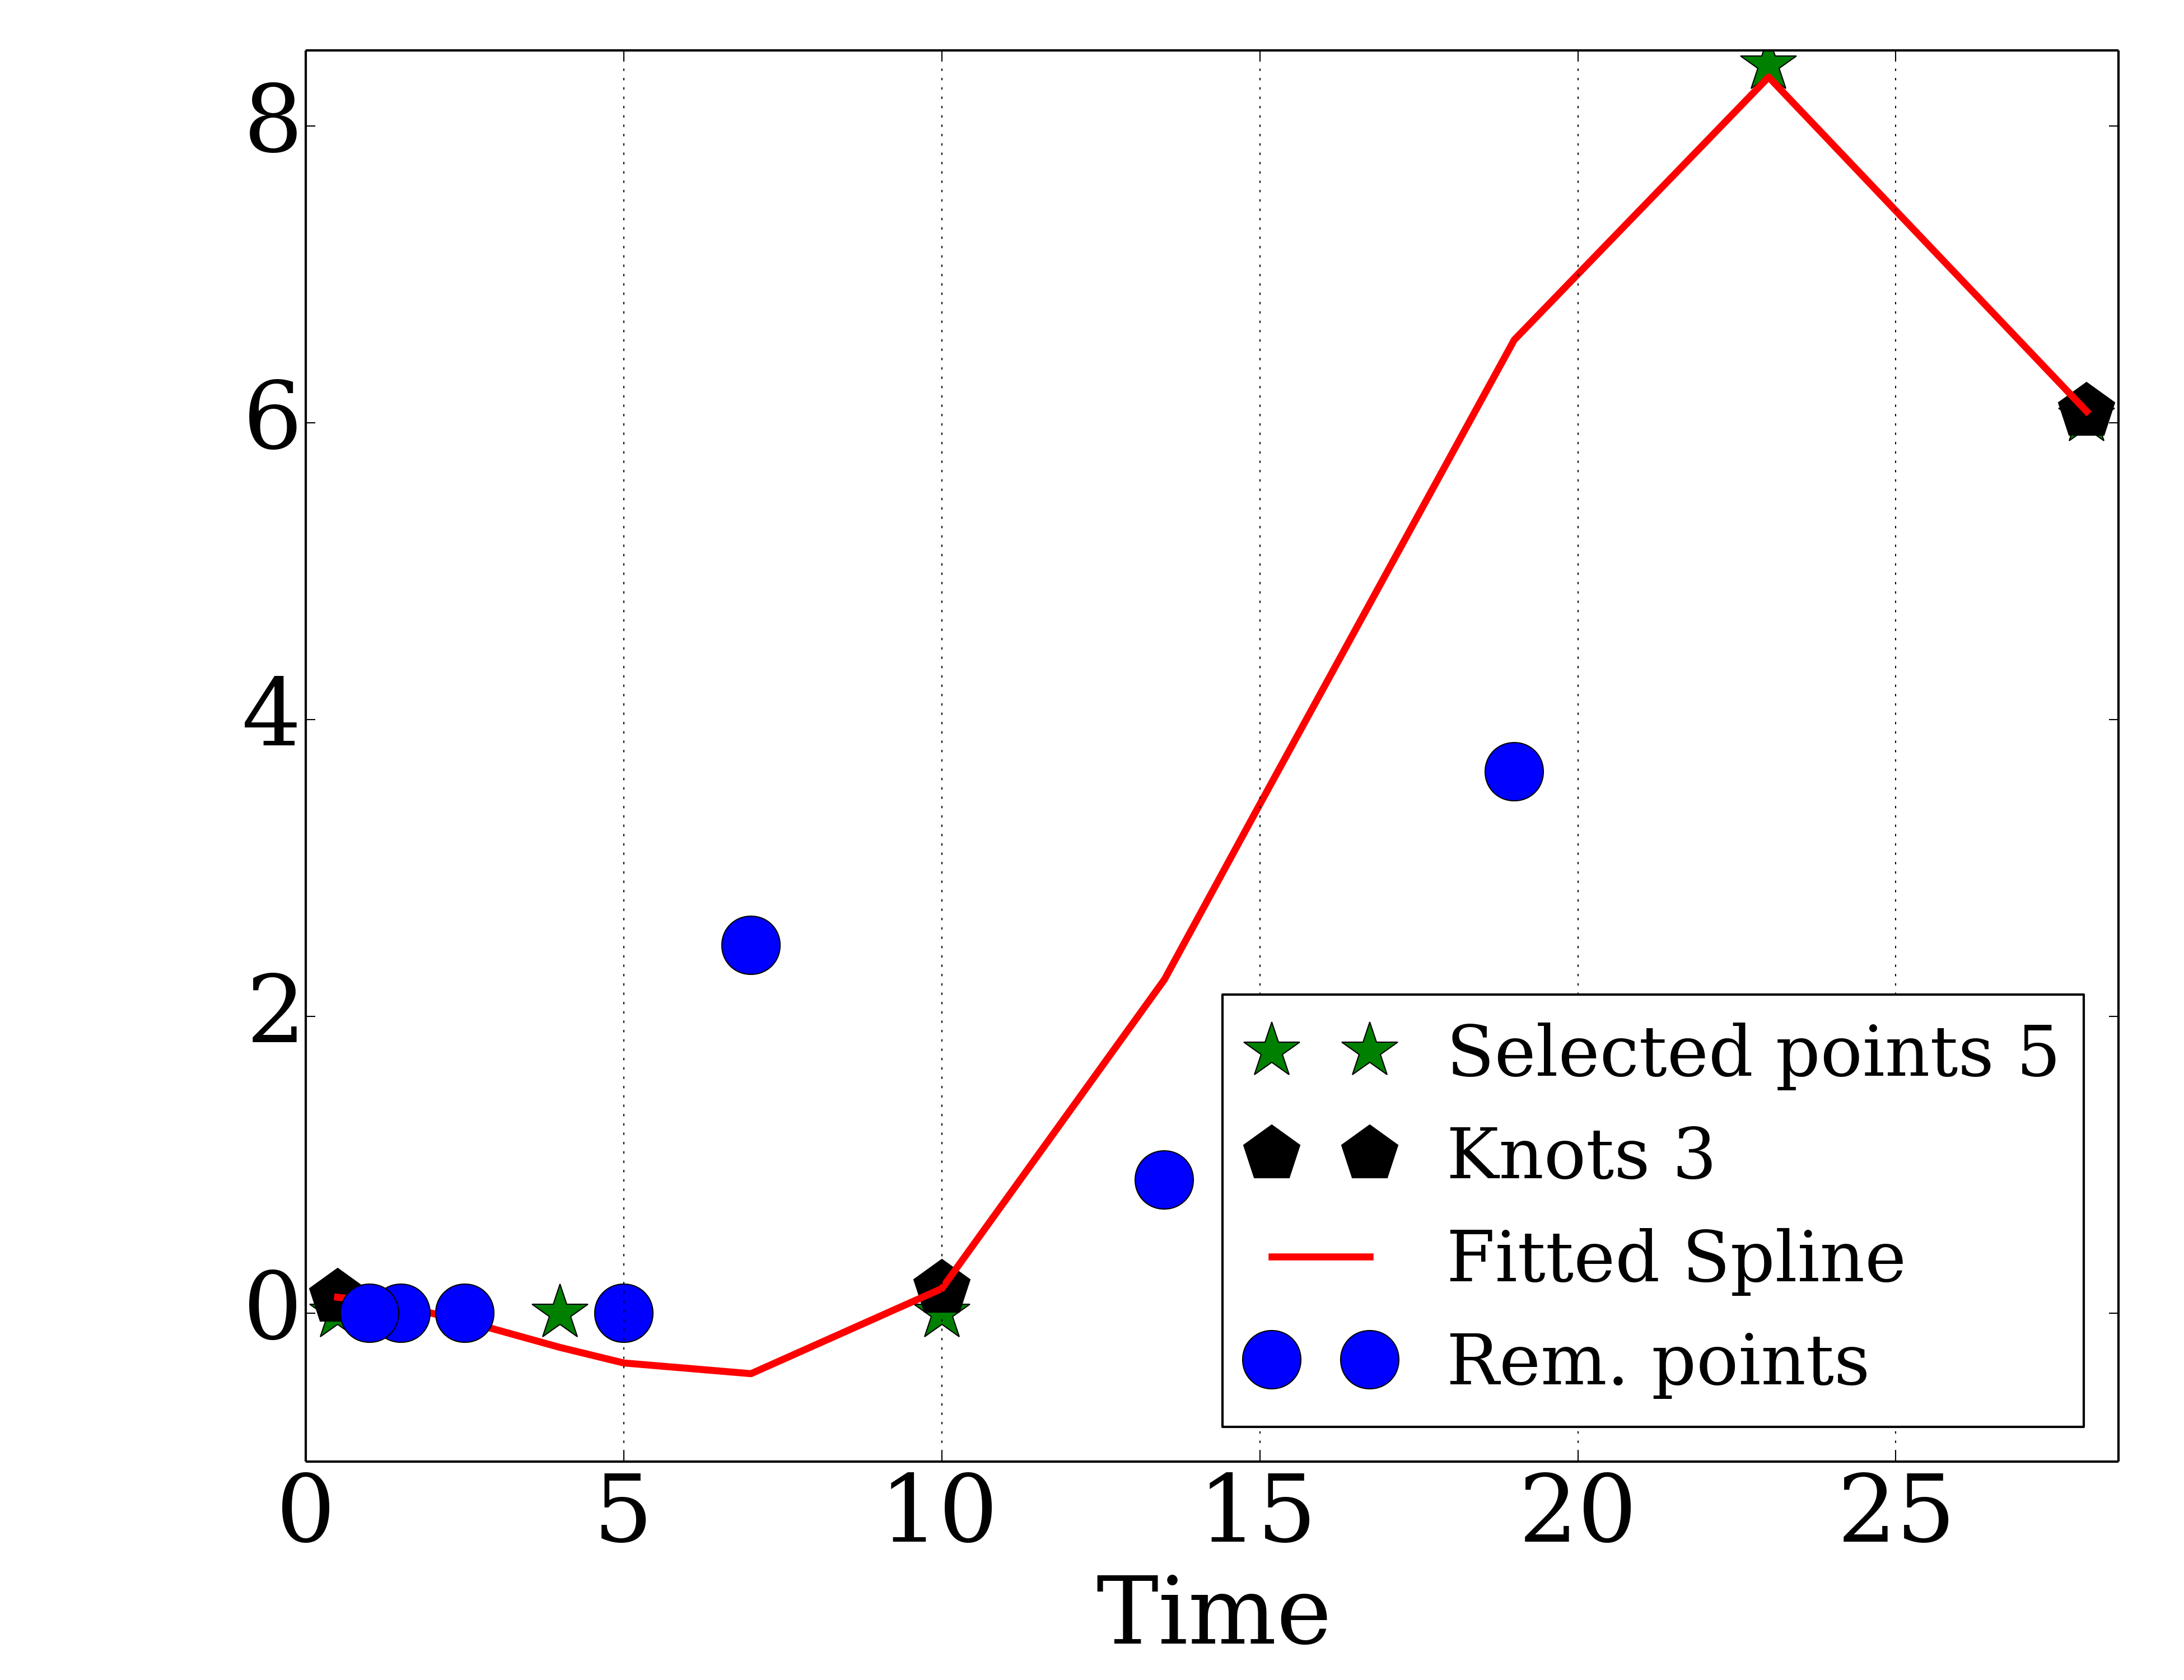 8
6
4
2
0
0 5 10 15 20 25
Time
Selected points 5
Knots 3
Fitted Spline
Rem. points